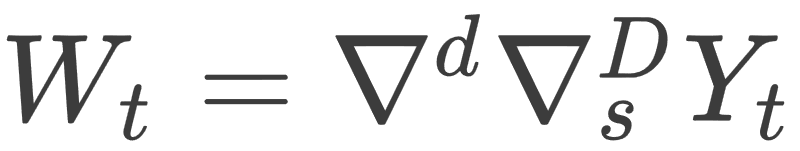 W_t = ∇^d ∇_s^D Y_t